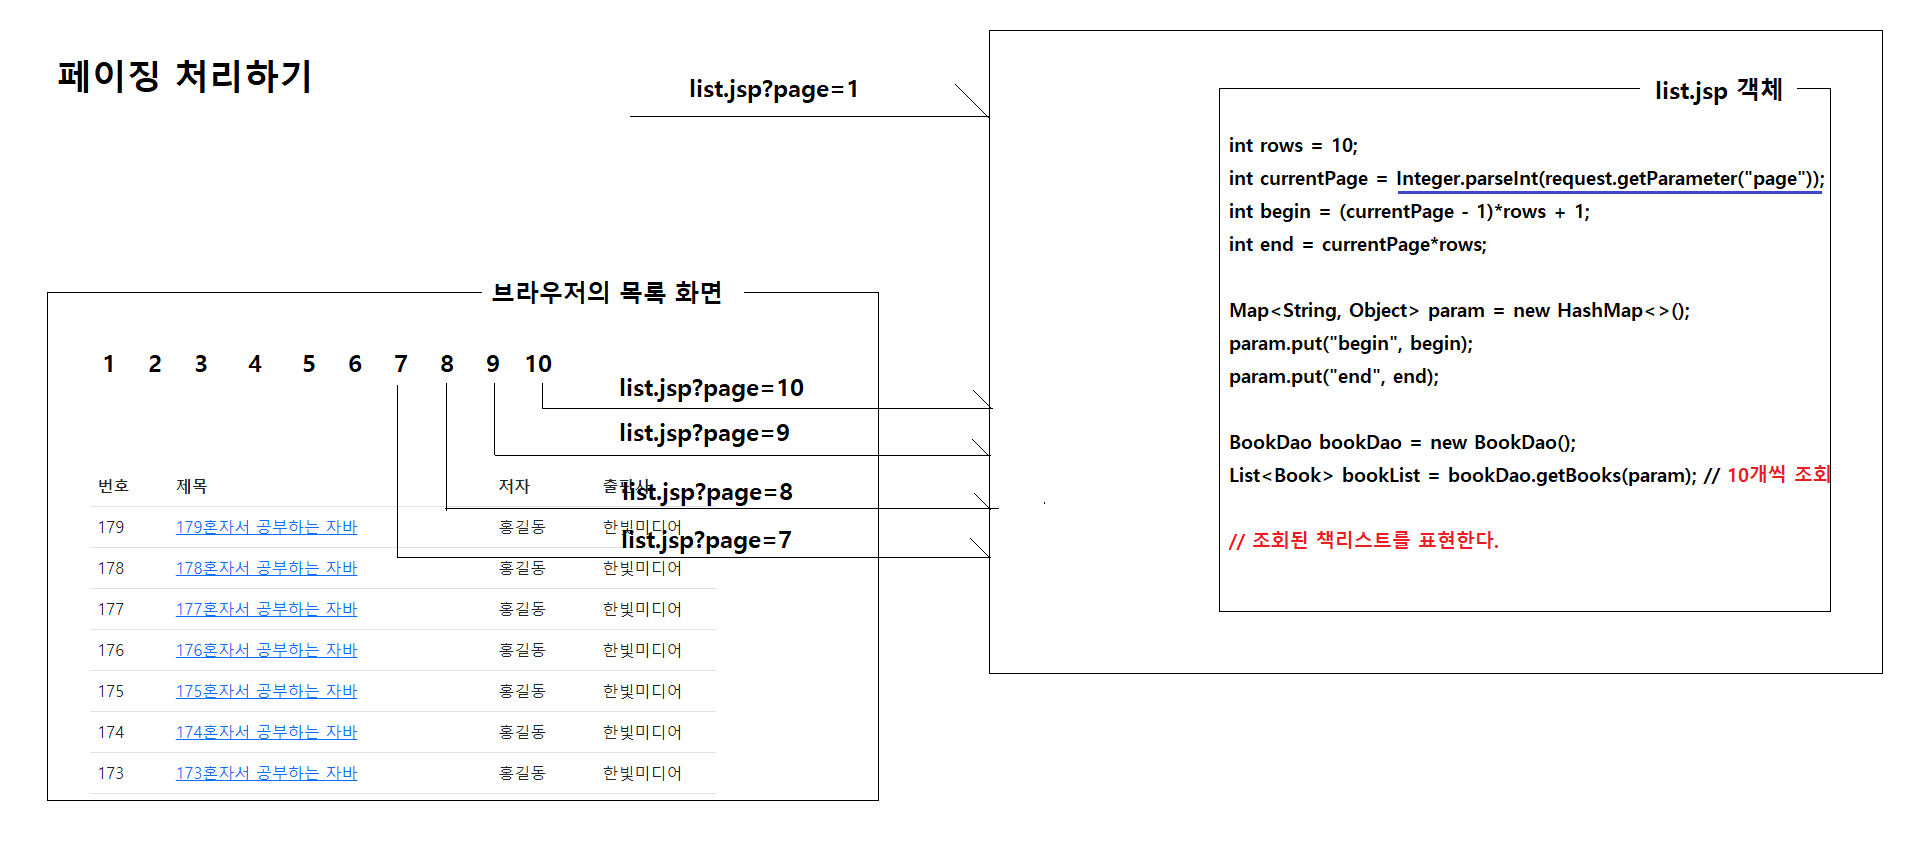 페이징 처리하기
list.jsp?page=1
list.jsp 객체
int rows = 10;
int currentPage = Integer.parseInt(request.getParameter("page"));
int begin = (currentPage - 1)*rows + 1;
int end = currentPage*rows;
Map<String, Object> param = new HashMap<>();
param.put("begin", begin);
param.put("end", end);
BookDao bookDao = new BookDao();
List<Book> bookList = bookDao.getBooks(param); // 10개씩 조회
// 조회된 책리스트를 표현한다.
브라우저의 목록 화면
1 2 3 4 5 6 7 8 9 10
list.jsp?page=10
list.jsp?page=9
list.jsp?page=8
list.jsp?page=7
번호 제목 저자 출판사
179 179혼자서 공부하는 자바 홍길동 한빛미디어
178 178혼자서 공부하는 자바 홍길동 한빛미디어
177 177혼자서 공부하는 자바 홍길동 한빛미디어
176 176혼자서 공부하는 자바 홍길동 한빛미디어
175 175혼자서 공부하는 자바 홍길동 한빛미디어
174 174혼자서 공부하는 자바 홍길동 한빛미디어
173 173혼자서 공부하는 자바 홍길동 한빛미디어